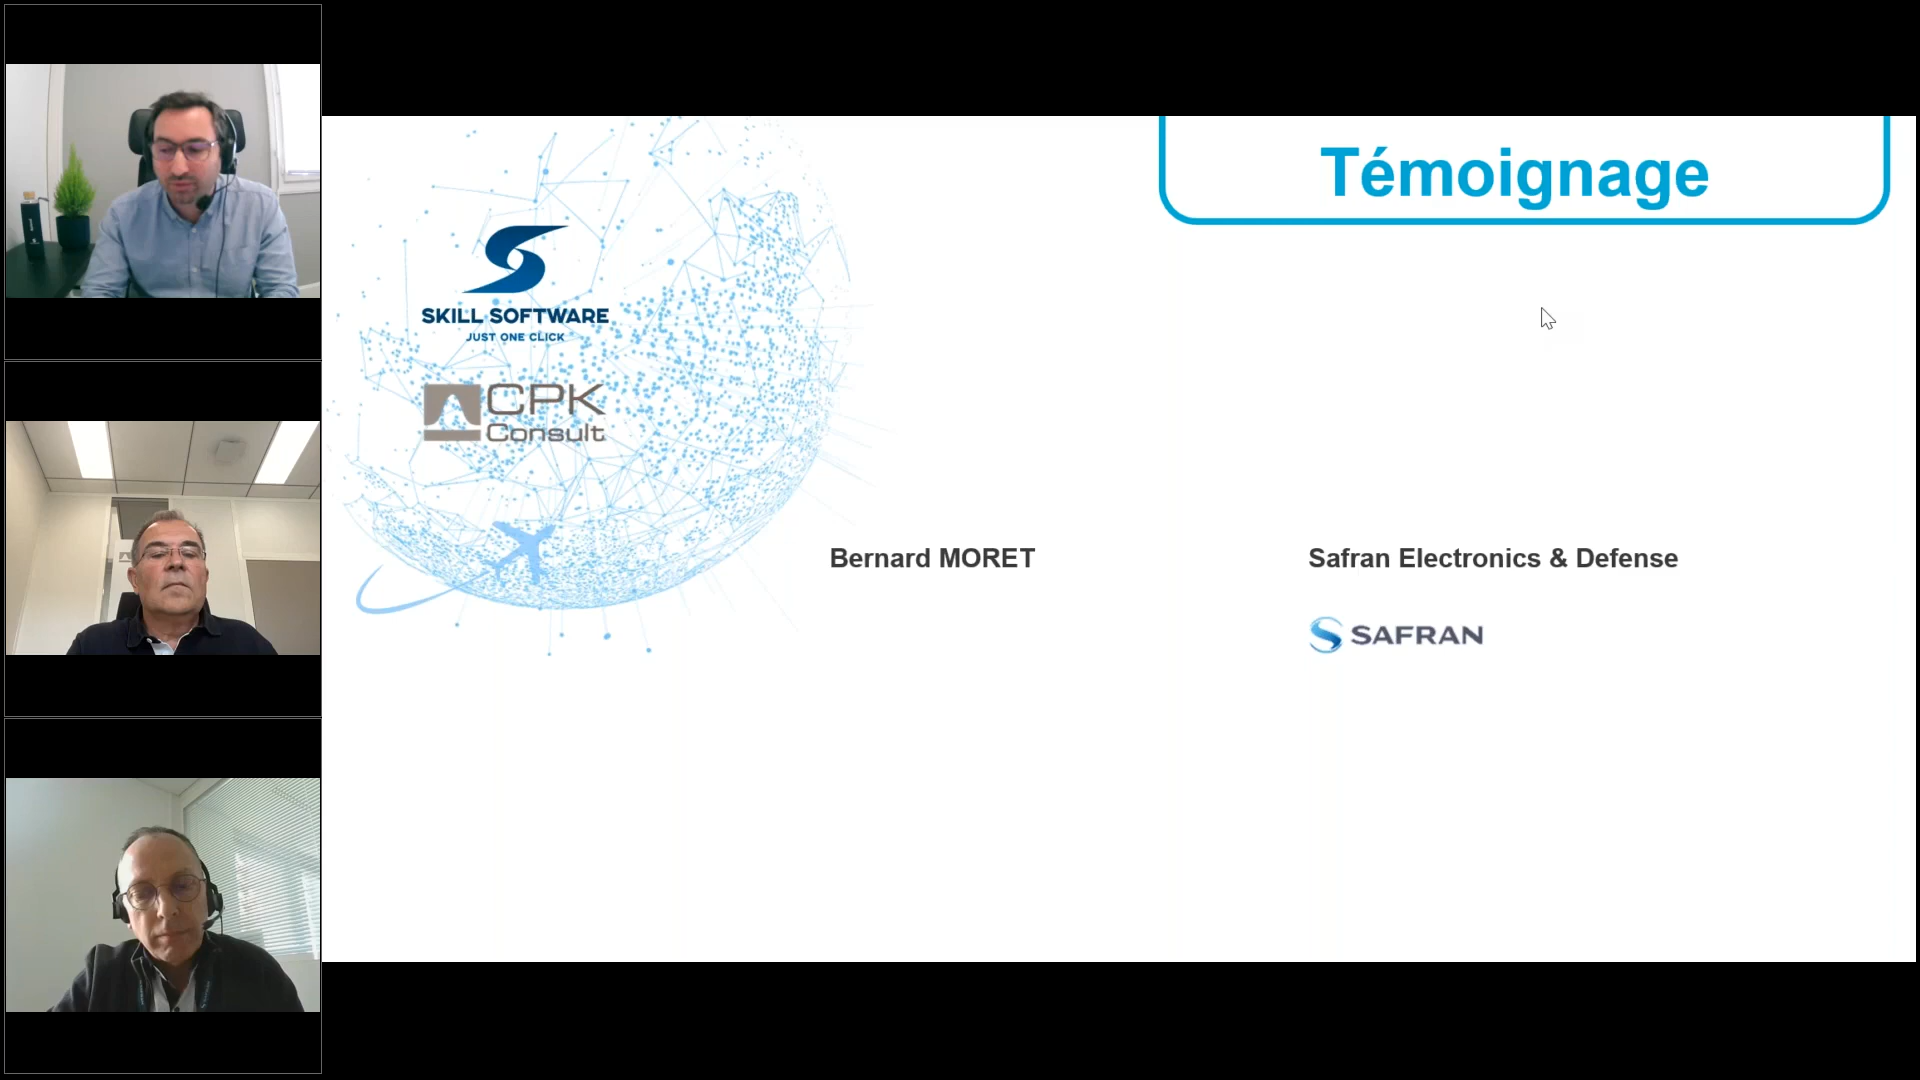 Témoignage
SKILL SOFTWARE
JUST ONE CLICK
CPK
Consult
Bernard MORET
Safran Electronics & Defense
SAFRAN